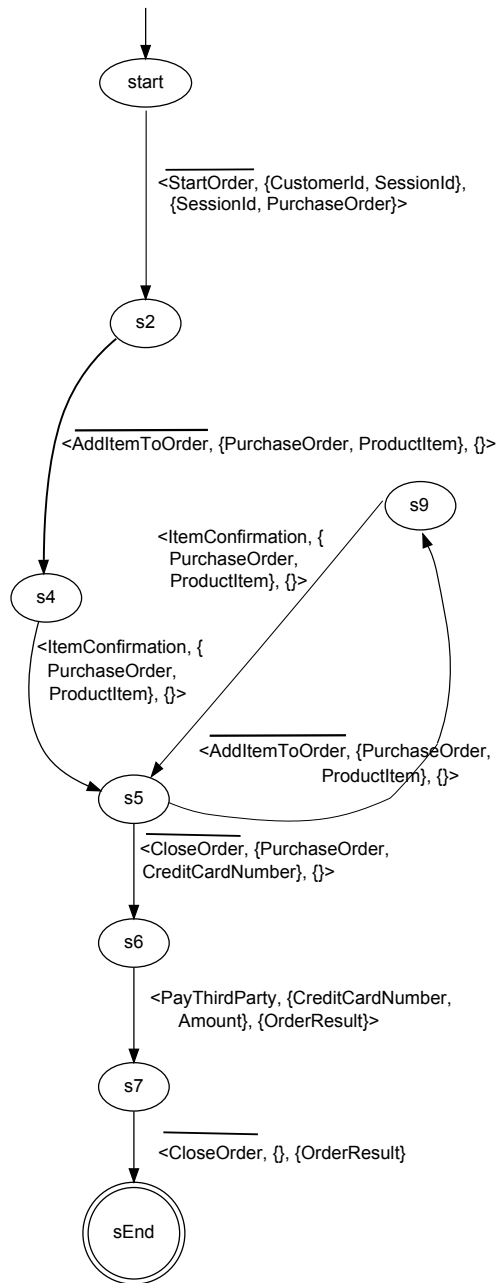 start
<StartOrder, {CustomerId, SessionId},
{SessionId, PurchaseOrder}>
s2
<AddItemToOrder, {PurchaseOrder, ProductItem}, {}>
s9
<ItemConfirmation, {
PurchaseOrder,
ProductItem}, {}>
s4
<ItemConfirmation, {
PurchaseOrder,
ProductItem}, {}>
<AddItemToOrder, {PurchaseOrder,
ProductItem}, {}>
s5
<CloseOrder, {PurchaseOrder,
CreditCardNumber}, {}>
s6
<PayThirdParty, {CreditCardNumber,
Amount}, {OrderResult}>
s7
<CloseOrder, {}, {OrderResult}
sEnd